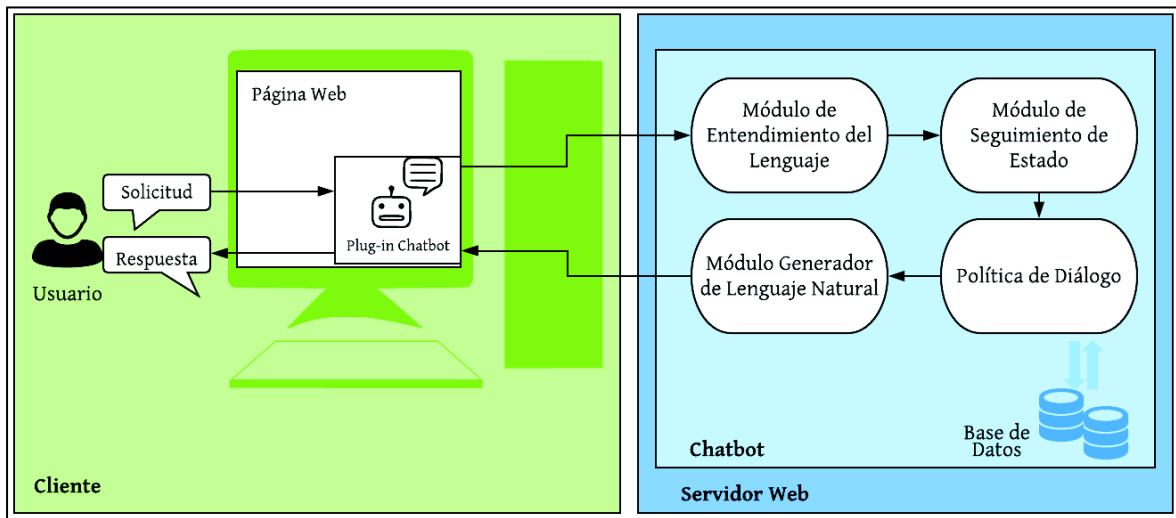 Página Web
Solicitud
Plug-in Chatbot
Respuesta
Usuario
Cliente
Módulo de
Entendimiento del
Lenguaje
Módulo de
Seguimiento de
Estado
Módulo Generador
de Lenguaje Natural
Política de Diálogo
Base de
Datos
Chatbot
Servidor Web